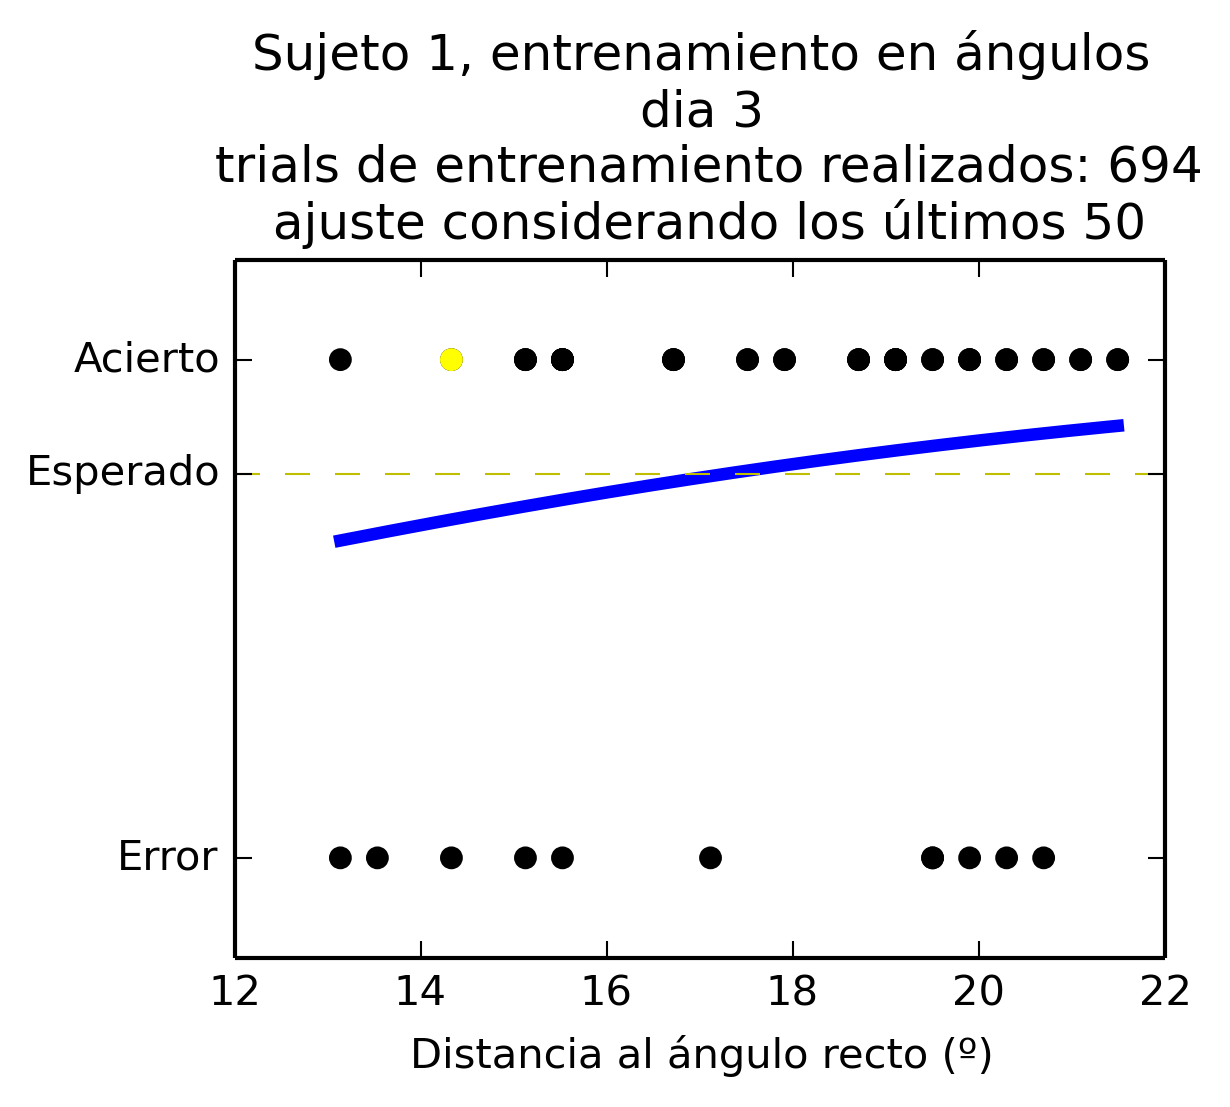 Sujeto 1, entrenamiento en ángulos
dia 3
trials de entrenamiento realizados: 694
ajuste considerando los últimos 50
Acierto
Esperado
Error
12 14 16 18 20 22
Distancia al ángulo recto (º)